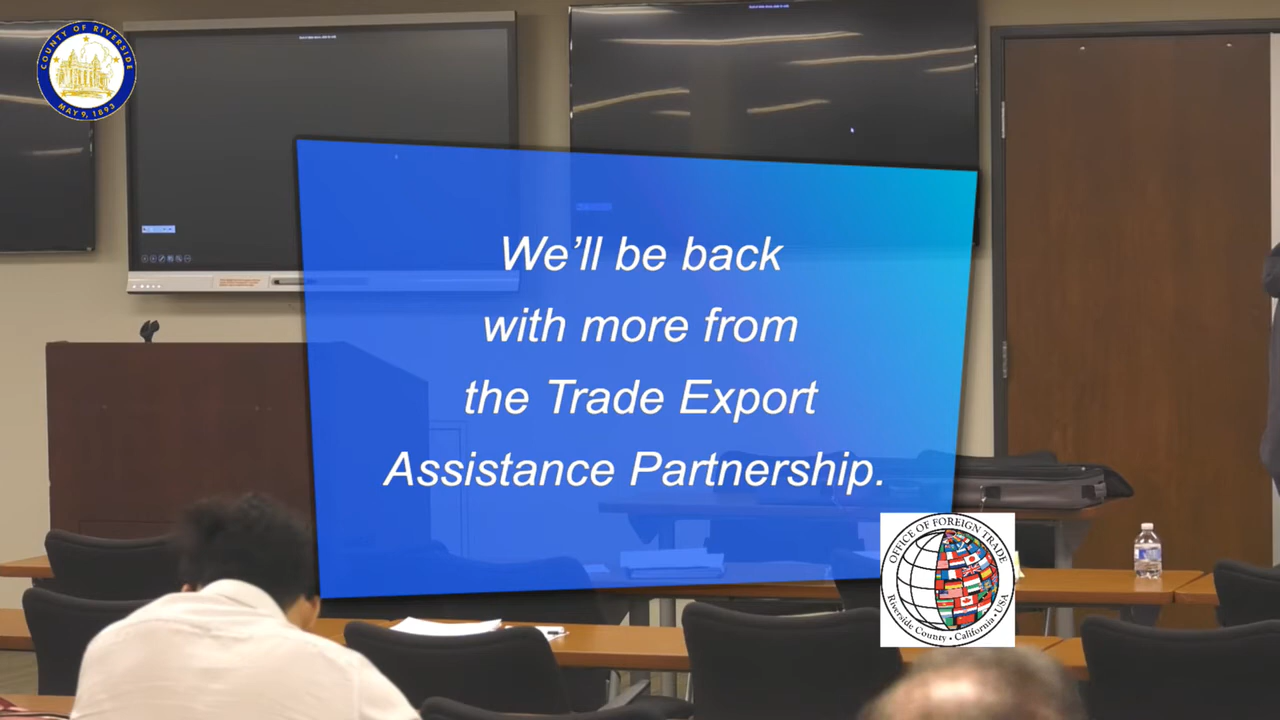 COUNTY OF RIVERSIDE
MAY 9, 1893
We'll be back
with more from
the Trade Export
Assistance Partnership.
OFFICE OF FOREIGN TRADE
Riverside County • California • USA